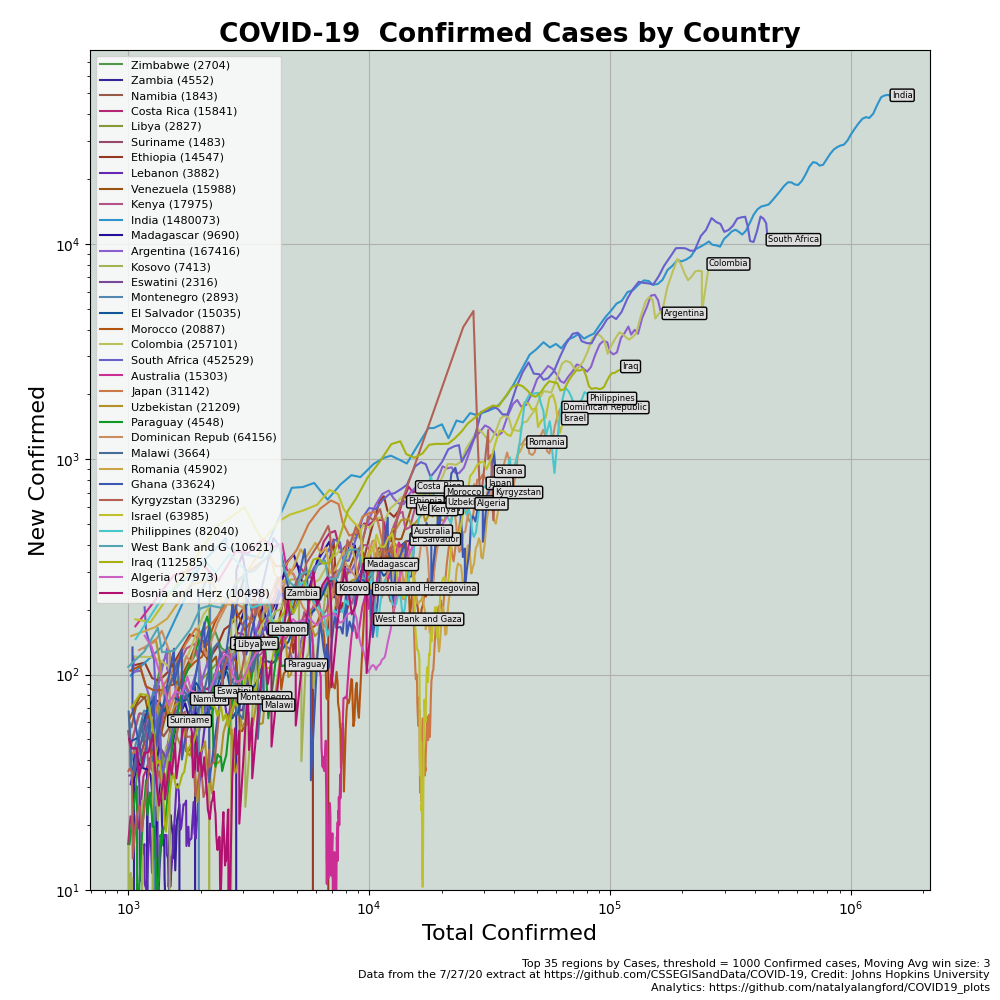 COVID-19  Confirmed Cases by Country
Zimbabwe (2704)
Zambia (4552)
Namibia (1843)
Costa Rica (15841)
Libya (2827)
Suriname (1483)
Ethiopia (14547)
Lebanon (3882)
Venezuela (15988)
Kenya (17975)
India (1480073)
Madagascar (9690)
Argentina (167416)
Kosovo (7413)
Eswatini (2316)
Montenegro (2893)
El Salvador (15035)
Morocco (20887)
Colombia (257101)
South Africa (452529)
Australia (15303)
Japan (31142)
Uzbekistan (21209)
Paraguay (4548)
Dominican Repub (64156)
Malawi (3664)
Romania (45902)
Ghana (33624)
Kyrgyzstan (33296)
Israel (63985)
Philippines (82040)
West Bank and G (10621)
Iraq (112585)
Algeria (27973)
Bosnia and Herz (10498)
India
South Africa
Colombia
Argentina
Iraq
Philippines
Dominican Republic
Israel
Romania
Ghana
Japan
Costa Rica
Morocco
Kyrgyzstan
Ethiopia
Uzbeki
Algeria
Ve
Kenya
Australia
El Salvador
Madagascar
Kosovo
Bosnia and Herzegovina
Zambia
West Bank and Gaza
Lebanon
Libya
we
Paraguay
Eswatini
Namibia
Montenegro
Malawi
Suriname
New Confirmed
10⁴
10³
10²
10¹
10³ 10⁴ 10⁵ 10⁶
Total Confirmed
Top 35 regions by Cases, threshold = 1000 Confirmed cases, Moving Avg win size: 3
Data from the 7/27/20 extract at https://github.com/CSSEGISandData/COVID-19, Credit: Johns Hopkins University
Analytics: https://github.com/natalyalangford/COVID19_plots